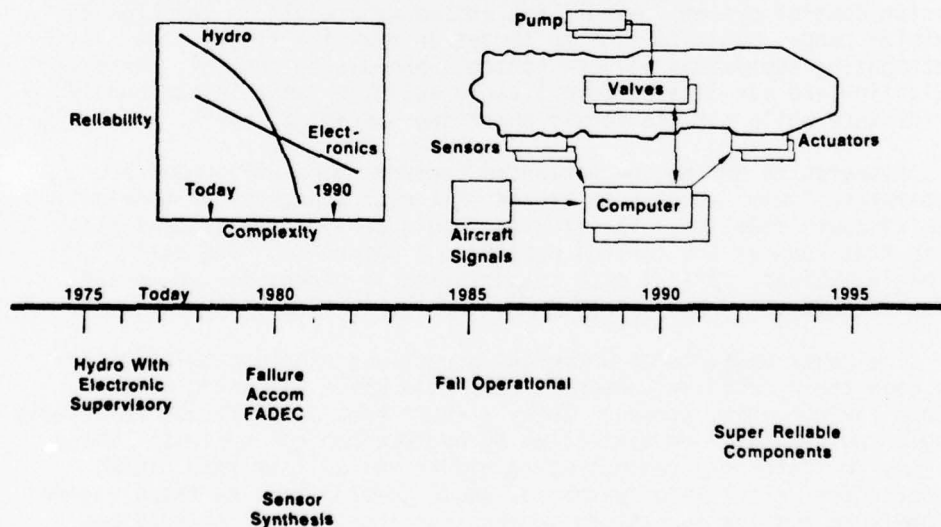 Hydro
Reliability
Elect-
ronics
Today
1990
Complexity
Pump
Valves
Sensors
Actuators
Computer
Aircraft
Signals
1975
Today
1980
1985
1990
1995
Hydro With
Electronic
Supervisory
Failure
Accom
FADEC
Fail Operational
Super Reliable
Components
Sensor
Synthesis